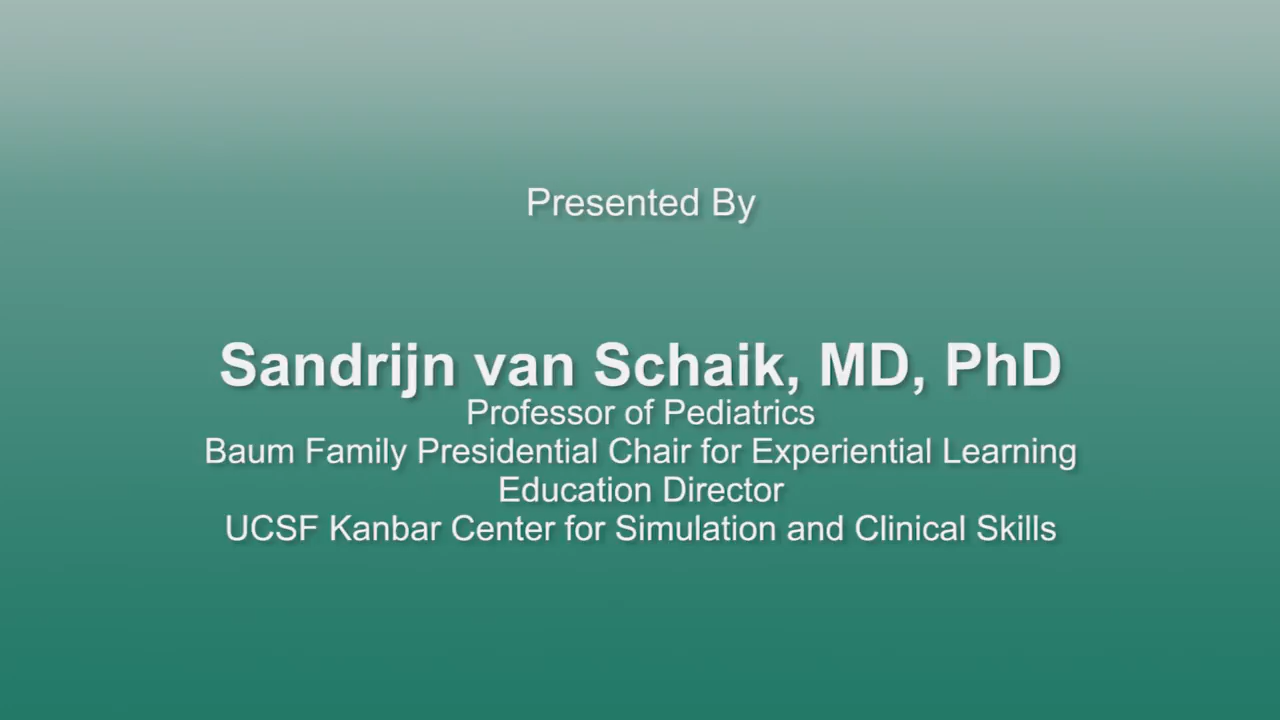 Presented By
Sandrijn van Schaik, MD, PhD
Professor of Pediatrics
Baum Family Presidential Chair for Experiential Learning
Education Director
UCSF Kanbar Center for Simulation and Clinical Skills